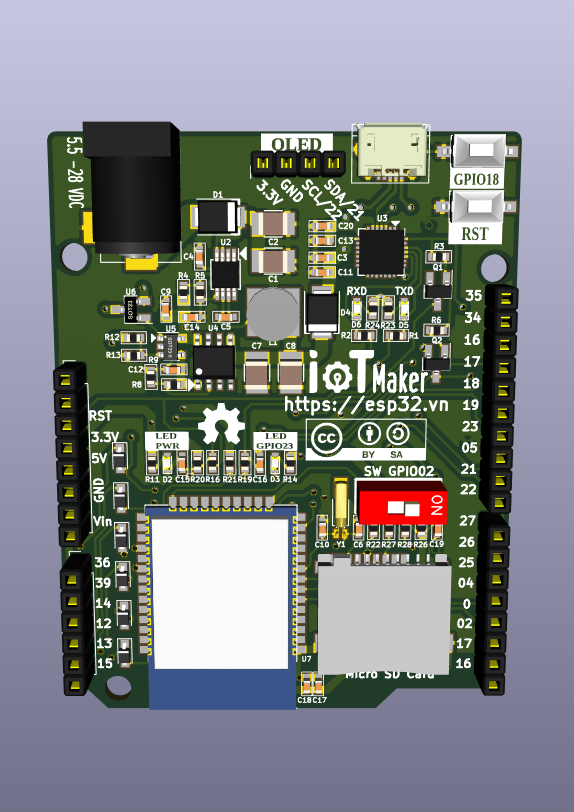 5.5 -28 VDC
OLED
3.3V
GND
SCL/22
SDA/21
GPIO18
RST
D1
U2
C2
C1
C4
R4
R5
U6
SOT23
C9
C14
C5
U4
U5
R12
R13
R9
C12
R8
C7
C8
C20
C13
C3
C11
U3
R3
Q1
RXD
TXD
D4
D6
R24
R23
D5
R2
R1
R6
Q2
35
34
16
17
18
19
23
05
21
22
27
26
25
04
0
02
17
16
IoT Maker
https://esp32.vn
CC
BY SA
RST
3.3V
5V
GND
Vin
36
39
14
12
13
15
LED
PWR
LED
GPIO23
R11
D2
C15
R20
R16
R21
R19
C16
D3
R14
SW GPIO02
ON
C10
Y1
C6
R22
R27
R28
R26
C19
U7
Micro SD Card
C18
C17